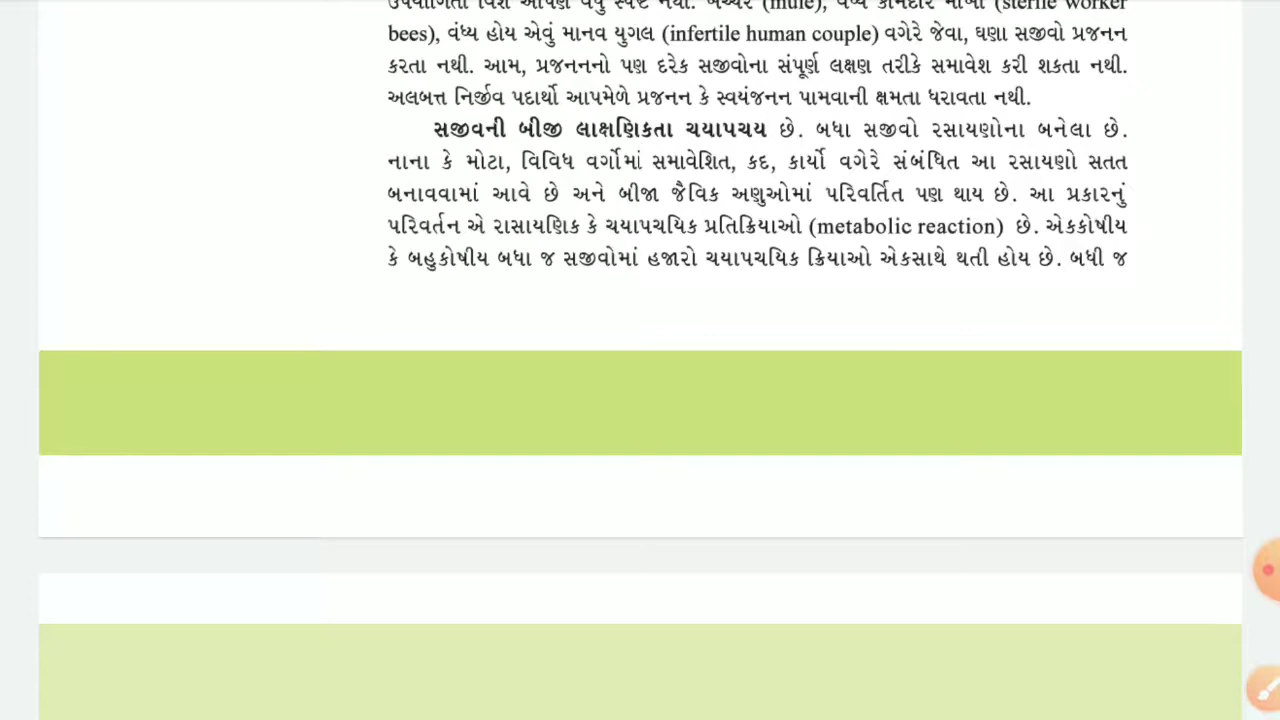 (mule), (sterile worker
bees), વંધ્ય હોય એવું માનવ યુગલ (infertile human couple) વગેરે જેવા, ઘણા સજીવો પ્રજનન
કરતા નથી. આમ, પ્રજનનનો પણ દરેક સજીવોના સંપૂર્ણ લક્ષણ તરીકે સમાવેશ કરી શકતા નથી.
અલબત્ત નિર્જીવ પદાર્થો આપમેળે પ્રજનન કે સ્વયંજનન પામવાની ક્ષમતા ધરાવતા નથી.
સજીવની બીજી લાક્ષણિકતા ચયાપચય છે. બધા સજીવો રસાયણોના બનેલા છે.
નાના કે મોટા, વિવિધ વર્ગોમાં સમાવેશિત, કદ, કાર્યો વગેરે સંબંધિત આ રસાયણો સતત
બનાવવામાં આવે છે અને બીજા જૈવિક અણુઓમાં પરિવર્તિત પણ થાય છે. આ પ્રકારનું
પરિવર્તન એ રાસાયણિક કે ચયાપચયિક પ્રતિક્રિયાઓ (metabolic reaction) છે. એકકોષીય
કે બહુકોષીય બધા જ સજીવોમાં હજારો ચયાપચયિક ક્રિયાઓ એકસાથે થતી હોય છે. બધી જ